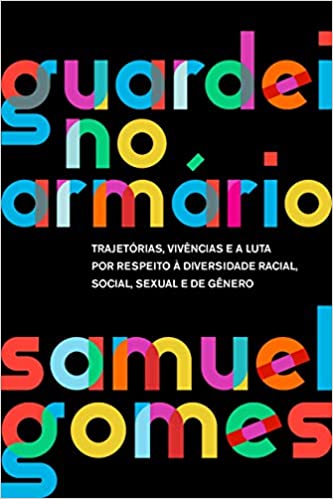 guardei
no
armário
TRAJETÓRIAS, VIVÊNCIAS E A LUTA
POR RESPEITO À DIVERSIDADE RACIAL,
SOCIAL, SEXUAL E DE GÊNERO
samuel
gomes